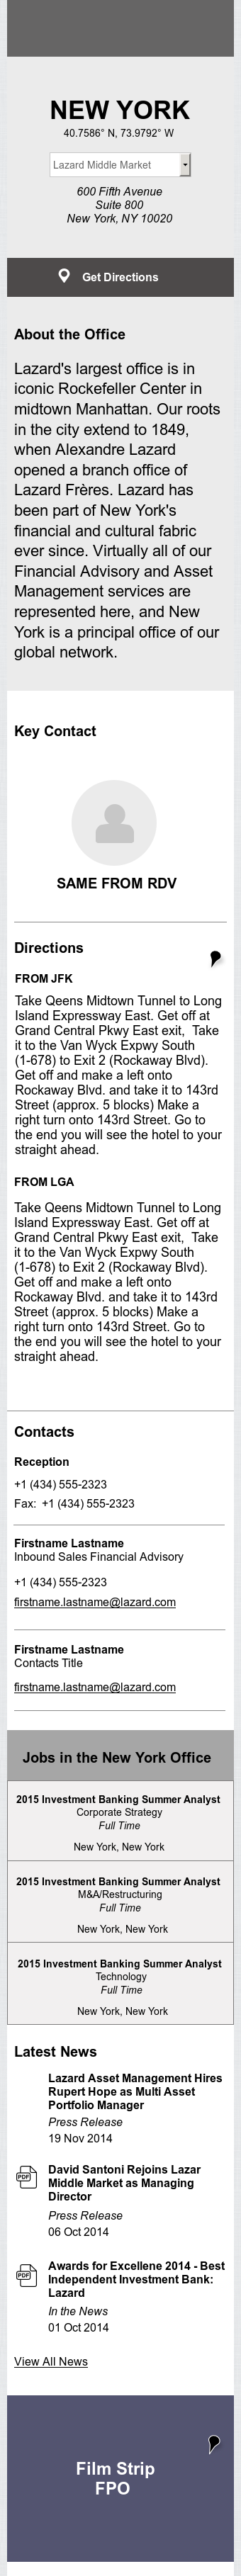 NEW YORK
40.7586° N, 73.9792° W
Lazard Middle Market
600 Fifth Avenue
Suite 800
New York, NY 10020
Get Directions
About the Office
Lazard's largest office is in
iconic Rockefeller Center in
midtown Manhattan. Our roots
in the city extend to 1849,
when Alexandre Lazard
opened a branch office of
Lazard Frères. Lazard has
been part of New York's
financial and cultural fabric
ever since. Virtually all of our
Financial Advisory and Asset
Management services are
represented here, and New
York is a principal office of our
global network.
Key Contact
SAME FROM RDV
Directions
FROM JFK
Take Qeens Midtown Tunnel to Long
Island Expressway East. Get off at
Grand Central Pkwy East exit, Take
it to the Van Wyck Expwy South
(1-678) to Exit 2 (Rockaway Blvd).
Get off and make a left onto
Rockaway Blvd. and take it to 143rd
Street (approx. 5 blocks) Make a
right turn onto 143rd Street. Go to
the end you will see the hotel to your
straight ahead.
FROM LGA
Take Qeens Midtown Tunnel to Long
Island Expressway East. Get off at
Grand Central Pkwy East exit, Take
it to the Van Wyck Expwy South
(1-678) to Exit 2 (Rockaway Blvd).
Get off and make a left onto
Rockaway Blvd. and take it to 143rd
Street (approx. 5 blocks) Make a
right turn onto 143rd Street. Go to
the end you will see the hotel to your
straight ahead.
Contacts
Reception
+1 (434) 555-2323
Fax: +1 (434) 555-2323
Firstname Lastname
Inbound Sales Financial Advisory
+1 (434) 555-2323
firstname.lastname@lazard.com
Firstname Lastname
Contacts Title
firstname.lastname@lazard.com
Jobs in the New York Office
2015 Investment Banking Summer Analyst
Corporate Strategy
Full Time
New York, New York
2015 Investment Banking Summer Analyst
M&A/Restructuring
Full Time
New York, New York
2015 Investment Banking Summer Analyst
Technology
Full Time
New York, New York
Latest News
Lazard Asset Management Hires
Rupert Hope as Multi Asset
Portfolio Manager
Press Release
19 Nov 2014
PDF
David Santoni Rejoins Lazar
Middle Market as Managing
Director
Press Release
06 Oct 2014
PDF
Awards for Excellene 2014 - Best
Independent Investment Bank:
Lazard
In the News
01 Oct 2014
View All News
Film Strip
FPO